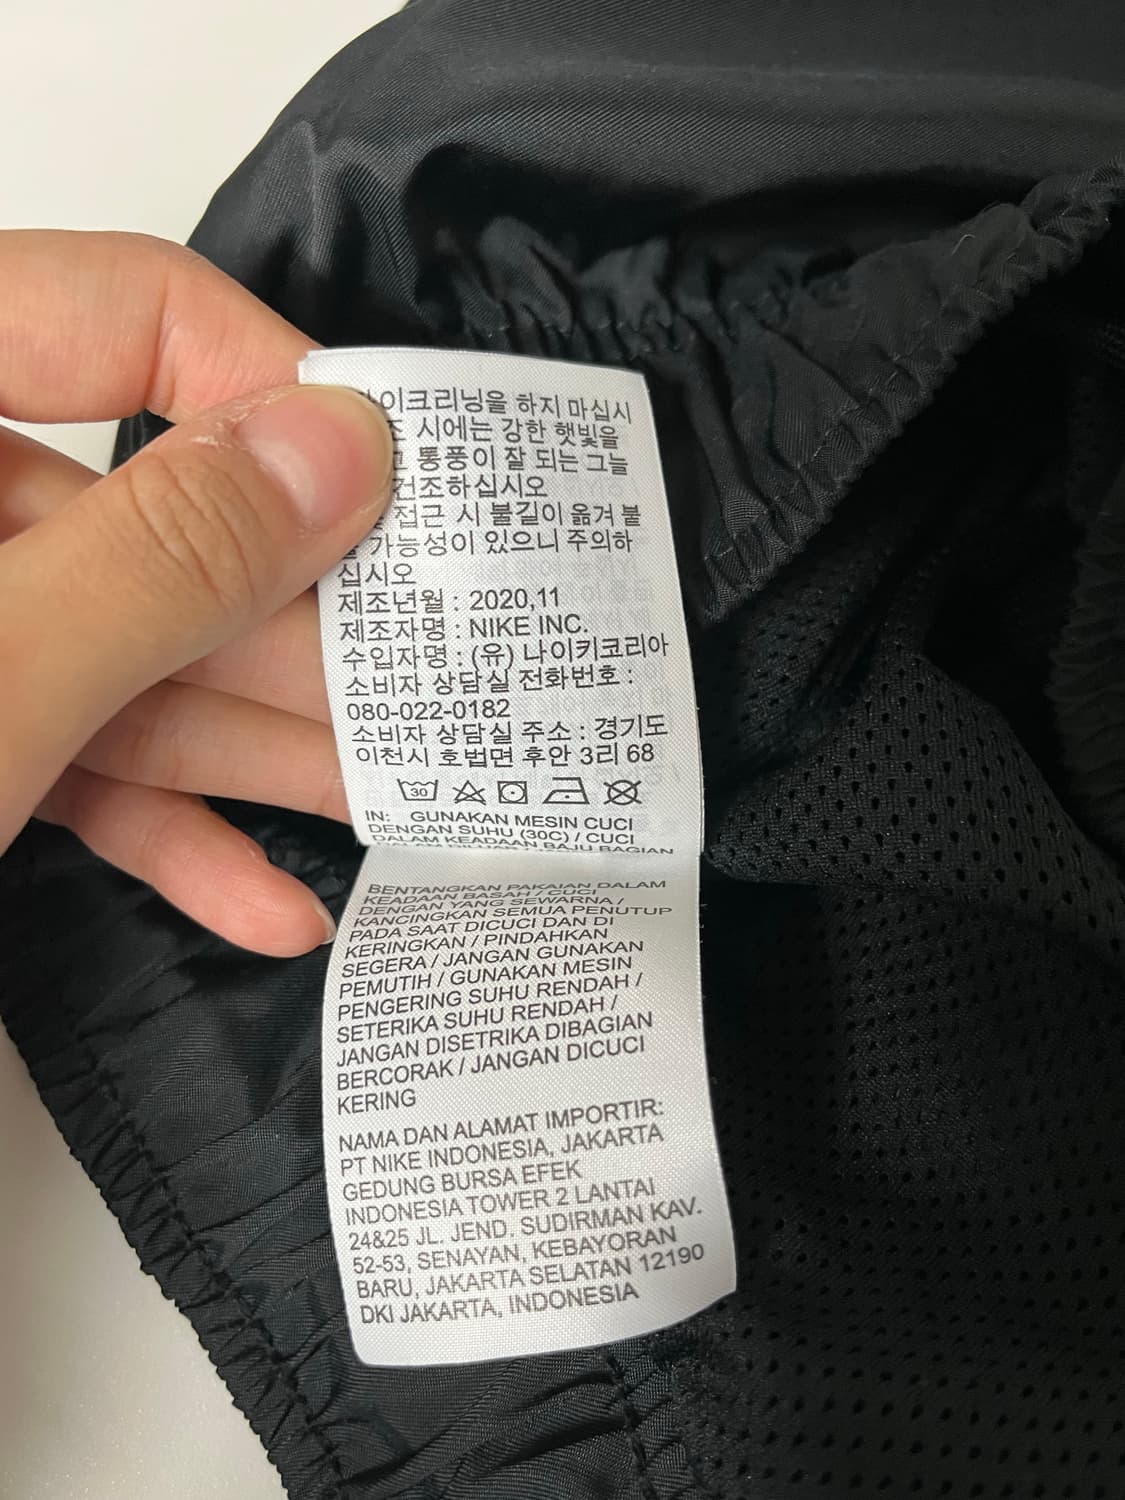 이크리닝을 하지 마십시
조 시에는 강한 햇빛을
고 통풍이 잘 되는 그늘
건조하십시오
접근 시 불길이 옮겨 붙
가능성이 있으니 주의하
십시오
제조년월 : 2020,11
제조자명 : NIKE INC.
수입자명 : (유) 나이키코리아
소비자 상담실 전화번호 :
080-022-0182
소비자 상담실 주소 : 경기도
이천시 호법면 후안 3리 68
30
IN: GUNAKAN MESIN CUCI
DENGAN SUHU (30C) / CUCI
DALAM KEADAAN BAJU BAGIAN
BENTANGKAN PAKAIAN DALAM
KEADAAN BASAH / CUCI
DENGAN YANG SEWARNA /
KANCINGKAN SEMUA PENUTUP
PADA SAAT DICUCI DAN DI
KERINGKAN / PINDAHKAN
SEGERA / JANGAN GUNAKAN
PEMUTIH / GUNAKAN MESIN
PENGERING SUHU RENDAH /
SETERIKA SUHU RENDAH /
JANGAN DISETRIKA DIBAGIAN
BERCORAK / JANGAN DICUCI
KERING
NAMA DAN ALAMAT IMPORTIR:
PT NIKE INDONESIA, JAKARTA
GEDUNG BURSA EFEK
INDONESIA TOWER 2 LANTAI
24&25 JL. JEND. SUDIRMAN KAV.
52-53, SENAYAN, KEBAYORAN
BARU, JAKARTA SELATAN 12190
DKI JAKARTA, INDONESIA